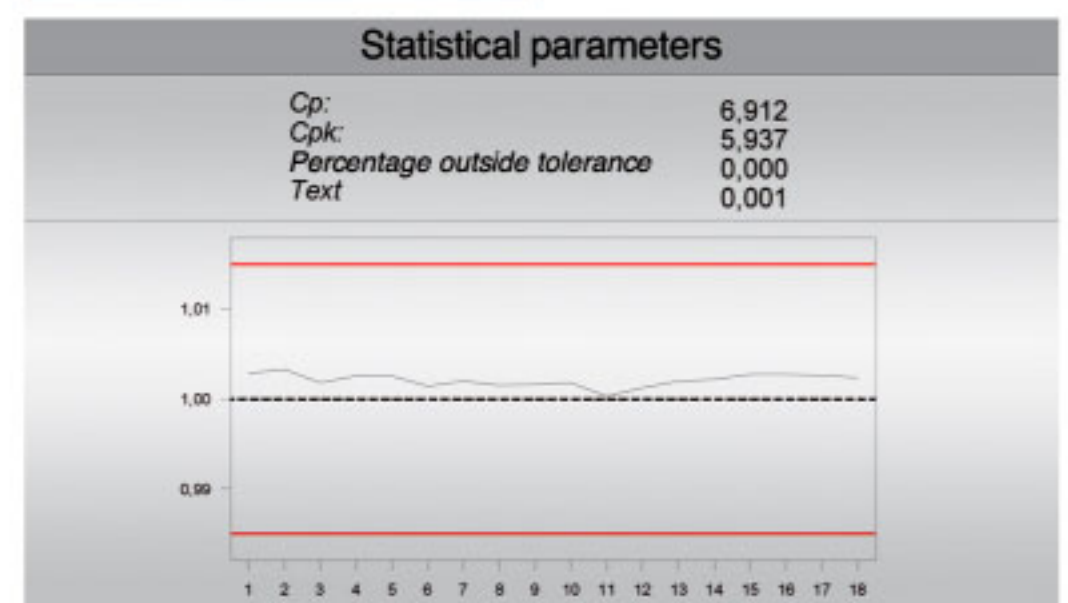 Statistical parameters
Cp: 6,912
Cpk: 5,937
Percentage outside tolerance 0,000
Text 0,001
1,01
1,00
0,99
1 2 3 4 5 6 7 8 9 10 11 12 13 14 15 16 17 18